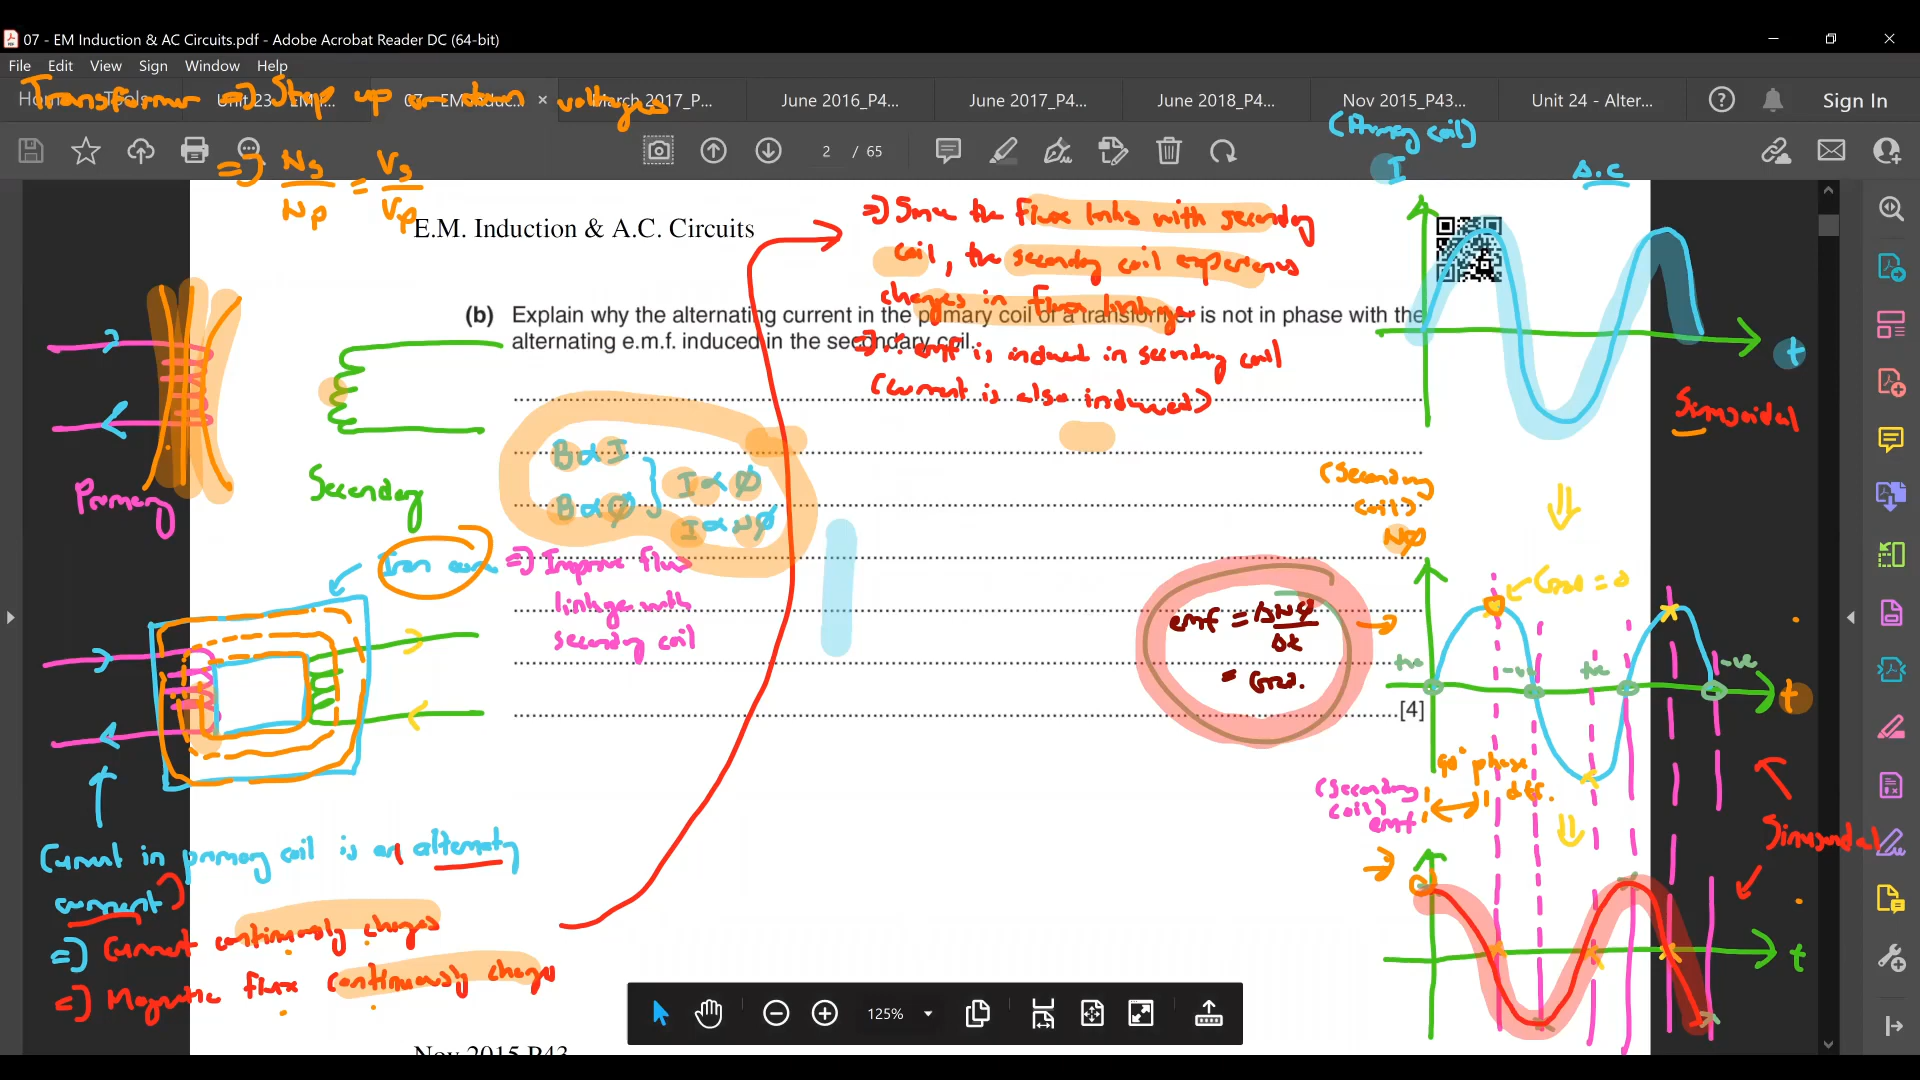 07 - EM Induction & AC Circuits.pdf - Adobe Acrobat Reader DC (64-bit)
File Edit View Sign Window Help
Transformer => Step up or down voltages
March 2017_P... June 2016_P4... June 2017_P4... June 2018_P4... Nov 2015_P43... Unit 24 - Alter... Sign In
2 / 65
=> Ns/Np = Vs/Vp
(Primary coil)
I
A.C
E.M. Induction & A.C. Circuits
=) Since the flux links with secondary
coil, the secondary coil experiences
changes in flux linkage
(b) Explain why the alternating current in the primary coil of a transformer is not in phase with the
alternating e.m.f. induced in the secondary coil.
=) ∴ emf is induced in secondary coil
(current is also induced)
t
Sinusoidal
Primary
Secondary
B α I
B α Ø
I α Ø
I α NØ
(Secondary
coil)
NØ
Iron core
=) Improve flux
linkage with
secondary coil
emf = ΔNφ/Δt
= Grad.
Grad = 0
+ve -ve +ve -ve
t
[4]
90° phase
diff.
(Secondary
coil)
emf
Sinusoidal
t
Current in primary coil is an alternating
current)
=) Current continuously changes
=) Magnetic flux continuously changes
125%
Nov 2015 P43